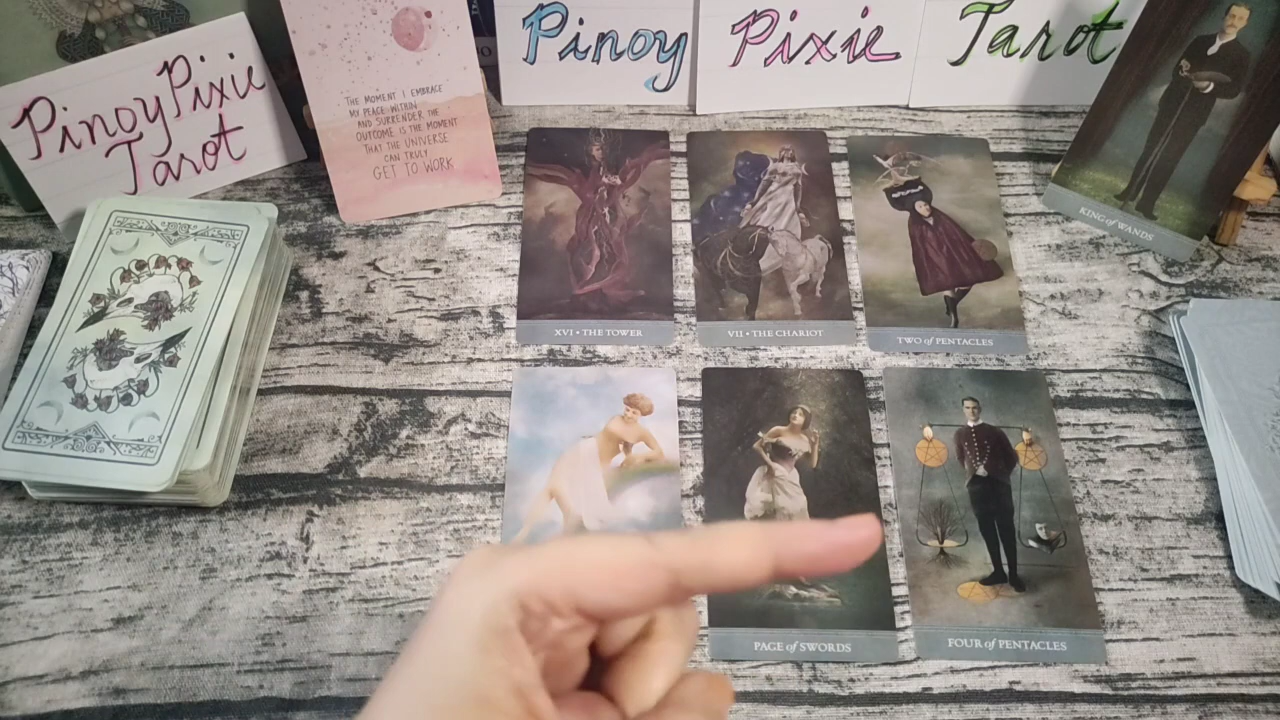 Pinoy Pixie
Tarot
THE MOMENT I EMBRACE
MY PEACE WITHIN
AND SURRENDER THE
OUTCOME IS THE MOMENT
THAT THE UNIVERSE
CAN TRULY
GET TO WORK
Pinoy Pixie Tarot
KING of WANDS
XVI • THE TOWER
VII • THE CHARIOT
TWO of PENTACLES
PAGE of SWORDS
FOUR of PENTACLES